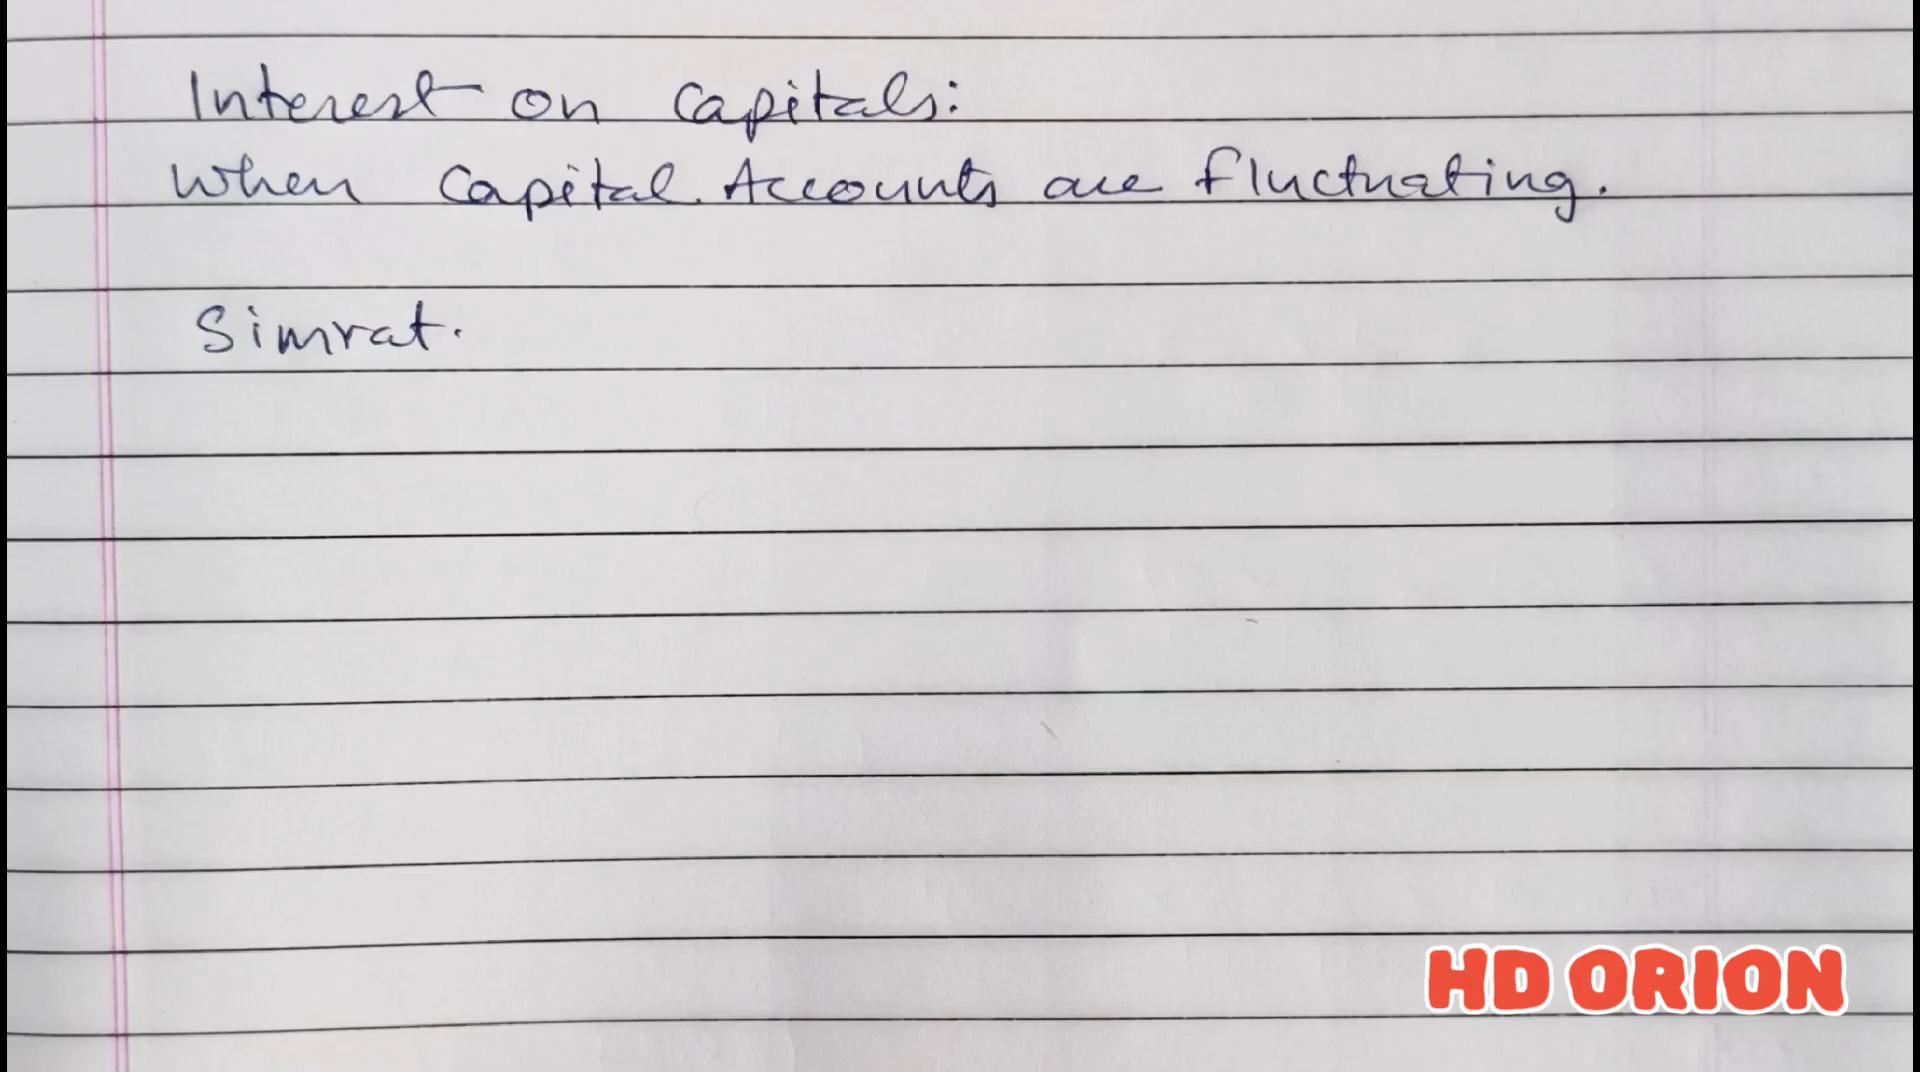 Interest on Capitals:
When Capital Accounts are fluctuating.
Simrat.
HD ORION